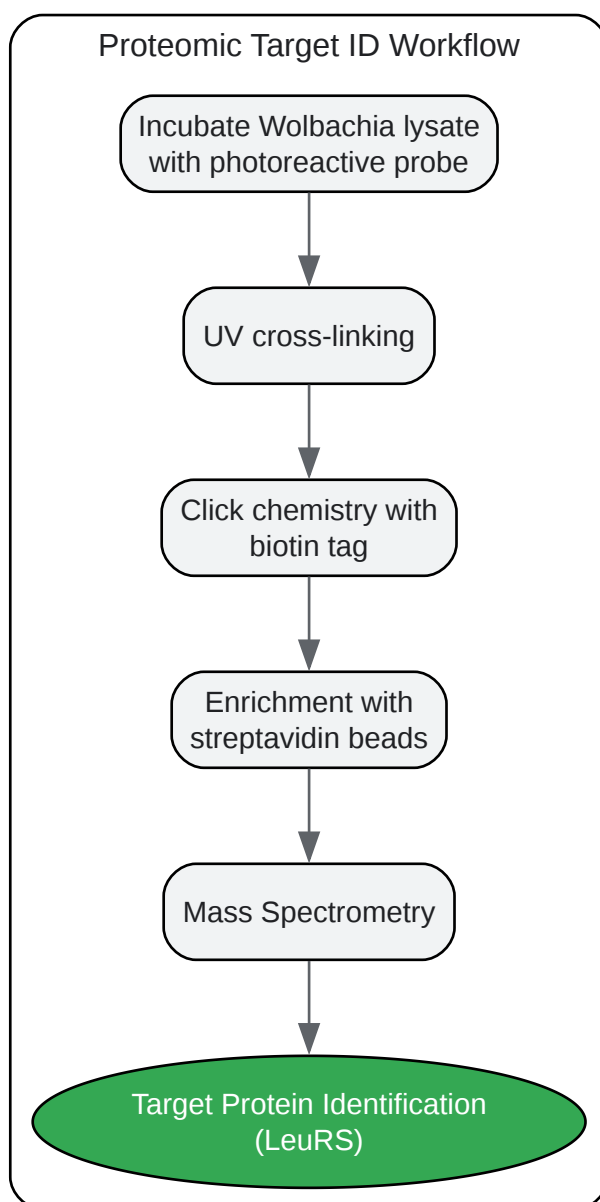 Proteomic Target ID Workflow
Incubate Wolbachia lysate
with photoreactive probe
UV cross-linking
Click chemistry with
biotin tag
Enrichment with
streptavidin beads
Mass Spectrometry
Target Protein Identification
(LeuRS)